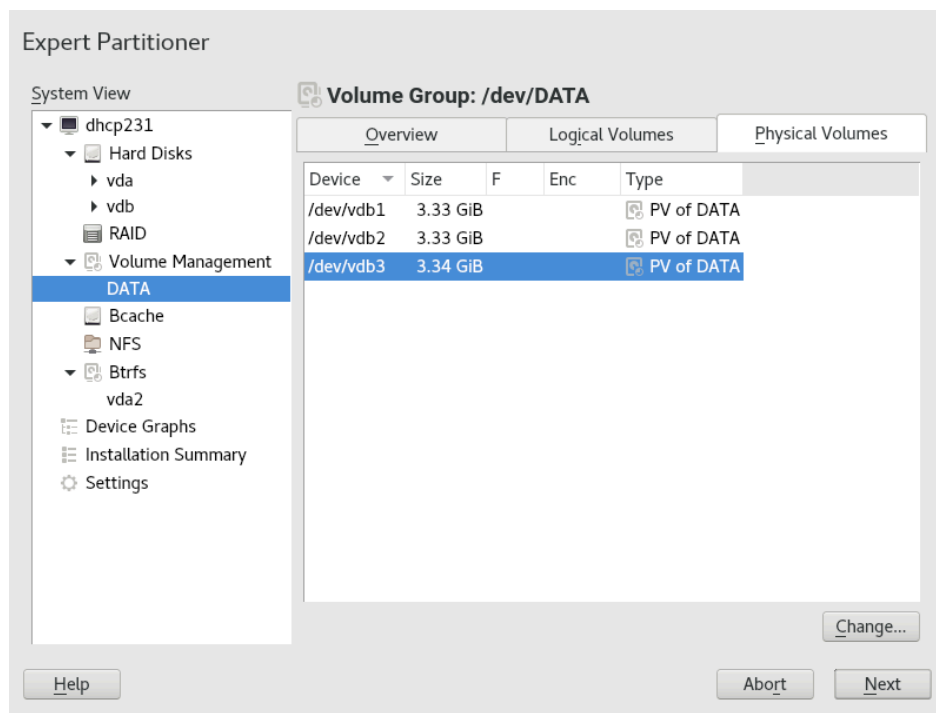 Expert Partitioner
System View
dhcp231
Hard Disks
vda
vdb
RAID
Volume Management
DATA
Bcache
NFS
Btrfs
vda2
Device Graphs
Installation Summary
Settings
Volume Group: /dev/DATA
Overview Logical Volumes Physical Volumes
Device Size F Enc Type
/dev/vdb1 3.33 GiB PV of DATA
/dev/vdb2 3.33 GiB PV of DATA
/dev/vdb3 3.34 GiB PV of DATA
Change...
Help Abort Next